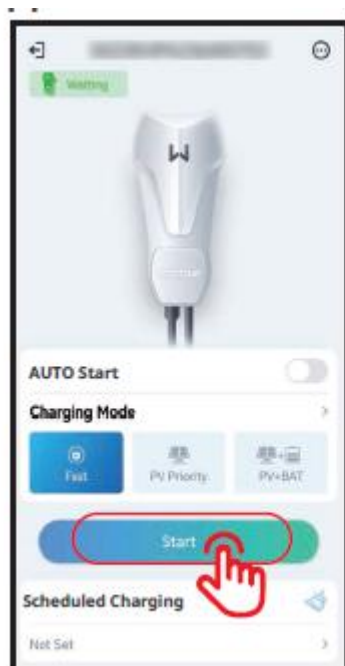 Waiting
AUTO Start
Charging Mode
Fast
PV Priority
PV+BAT
Start
Scheduled Charging
Not Set